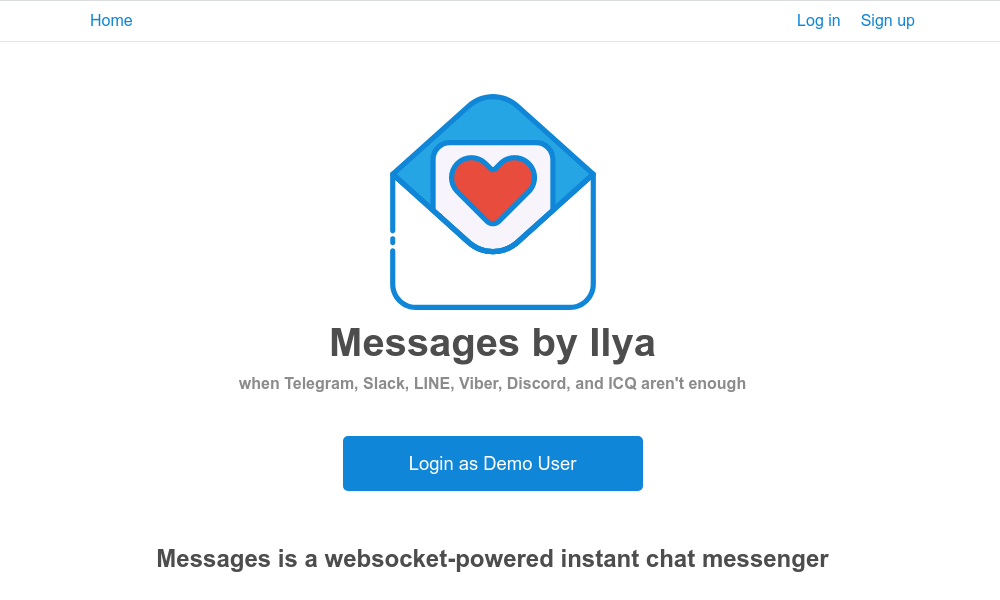 Home
Log in
Sign up
Messages by Ilya
when Telegram, Slack, LINE, Viber, Discord, and ICQ aren't enough
Login as Demo User
Messages is a websocket-powered instant chat messenger